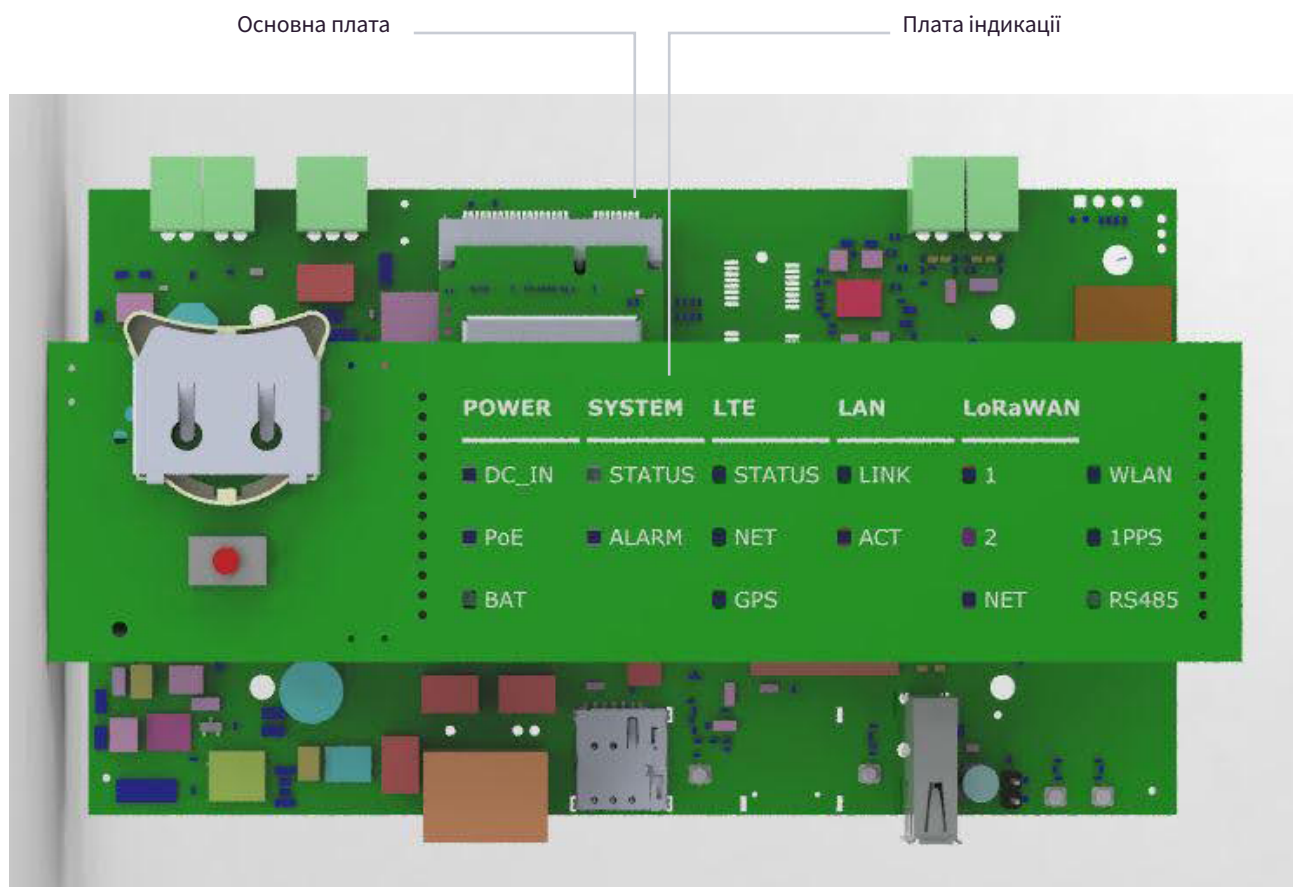 Основна плата Плата індикації
POWER SYSTEM LTE LAN LoRaWAN
DC_IN STATUS STATUS LINK 1 WLAN
PoE ALARM NET ACT 2 1PPS
BAT GPS NET RS485